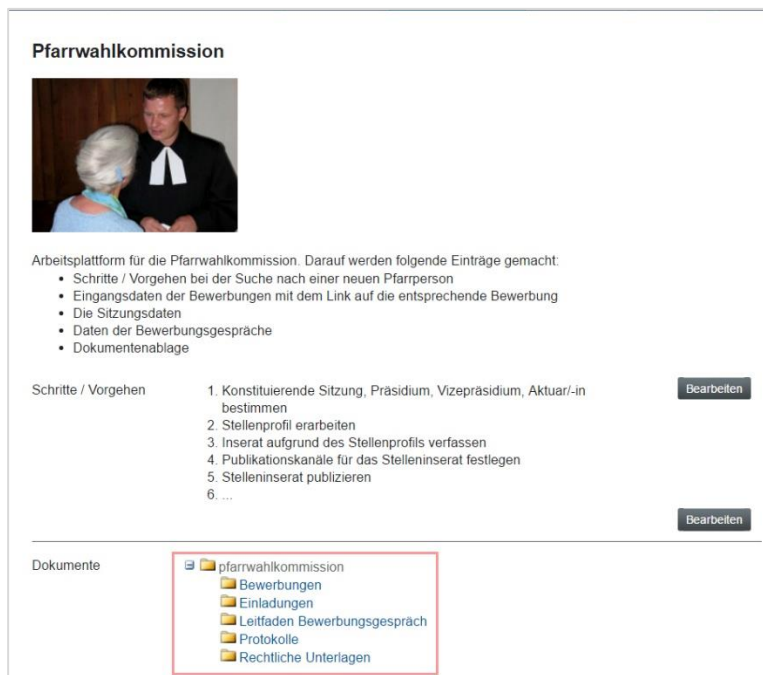 Pfarrwahlkommission
Arbeitsplattform für die Pfarrwahlkommission. Darauf werden folgende Einträge gemacht:
• Schritte / Vorgehen bei der Suche nach einer neuen Pfarrperson
• Eingangsdaten der Bewerbungen mit dem Link auf die entsprechende Bewerbung
• Die Sitzungsdaten
• Daten der Bewerbungsgespräche
• Dokumentenablage
Schritte / Vorgehen
1. Konstituierende Sitzung, Präsidium, Vizepräsidium, Aktuar/-in
bestimmen
2. Stellenprofil erarbeiten
3. Inserat aufgrund des Stellenprofils verfassen
4. Publikationskanäle für das Stelleninserat festlegen
5. Stelleninserat publizieren
6. ...
Bearbeiten
Bearbeiten
Dokumente
pfarrwahlkommission
Bewerbungen
Einladungen
Leitfaden Bewerbungsgespräch
Protokolle
Rechtliche Unterlagen